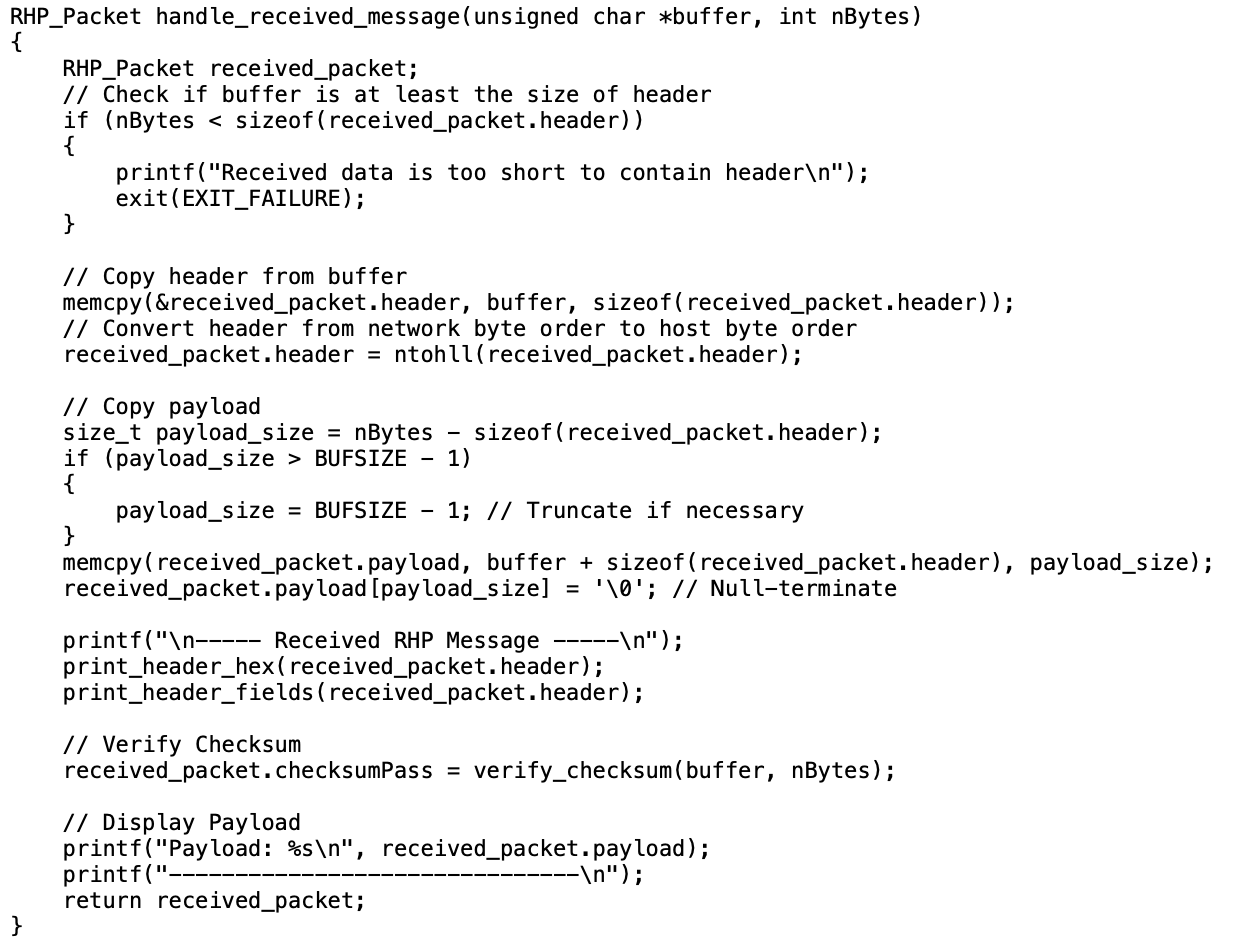 RHP_Packet handle_received_message(unsigned char *buffer, int nBytes)
{
    RHP_Packet received_packet;
    // Check if buffer is at least the size of header
    if (nBytes < sizeof(received_packet.header))
    {
        printf("Received data is too short to contain header\n");
        exit(EXIT_FAILURE);
    }

    // Copy header from buffer
    memcpy(&received_packet.header, buffer, sizeof(received_packet.header));
    // Convert header from network byte order to host byte order
    received_packet.header = ntohll(received_packet.header);

    // Copy payload
    size_t payload_size = nBytes - sizeof(received_packet.header);
    if (payload_size > BUFSIZE - 1)
    {
        payload_size = BUFSIZE - 1; // Truncate if necessary
    }
    memcpy(received_packet.payload, buffer + sizeof(received_packet.header), payload_size);
    received_packet.payload[payload_size] = '\0'; // Null-terminate

    printf("\n----- Received RHP Message -----\n");
    print_header_hex(received_packet.header);
    print_header_fields(received_packet.header);

    // Verify Checksum
    received_packet.checksumPass = verify_checksum(buffer, nBytes);

    // Display Payload
    printf("Payload: %s\n", received_packet.payload);
    printf("-------------------------------\n");
    return received_packet;
}